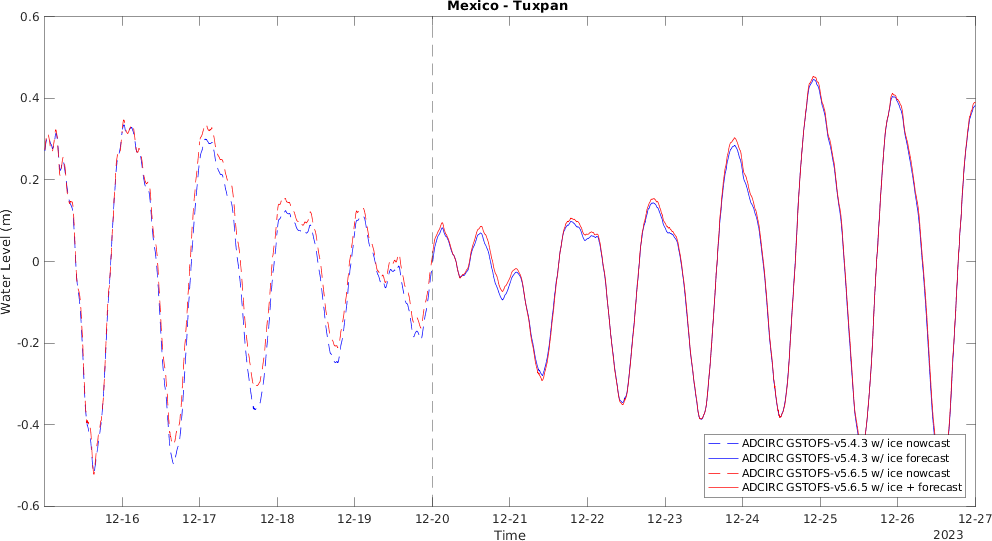 Mexico - Tuxpan
0.6
0.4
0.2
0
-0.2
-0.4
-0.6
Water Level (m)
ADCIRC GSTOFS-v5.4.3 w/ ice nowcast
ADCIRC GSTOFS-v5.4.3 w/ ice forecast
ADCIRC GSTOFS-v5.6.5 w/ ice nowcast
ADCIRC GSTOFS-v5.6.5 w/ ice + forecast
12-16 12-17 12-18 12-19 12-20 12-21 12-22 12-23 12-24 12-25 12-26 12-27
Time
2023